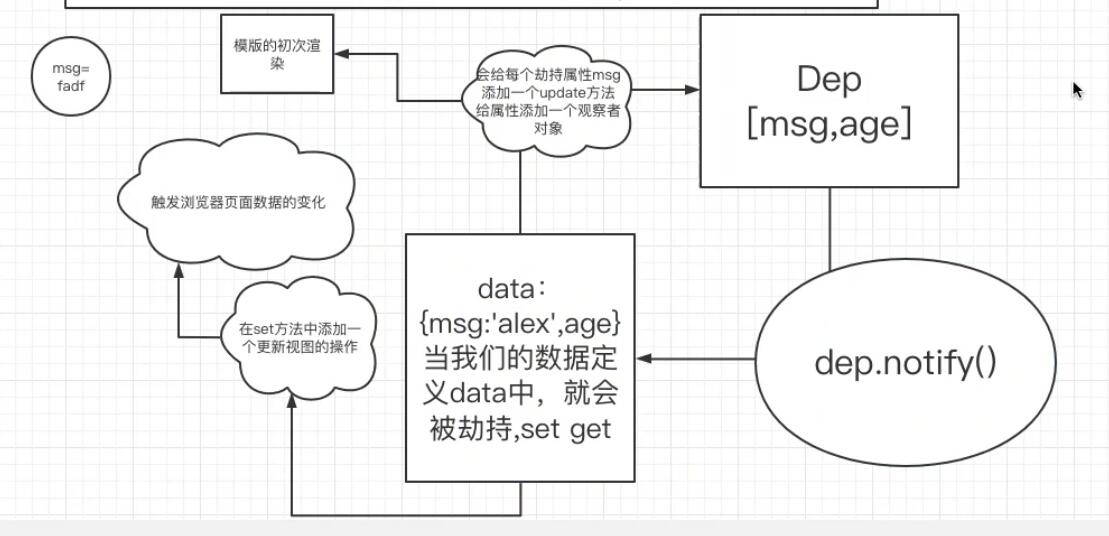 模版的初次渲
染
msg=
fadf
会给每个劫持属性msg
添加一个update方法
给属性添加一个观察者
对象
Dep
[msg,age]
触发浏览器页面数据的变化
在set方法中添加一
个更新视图的操作
data：
{msg:'alex',age}
当我们的数据定
义data中，就会
被劫持,set get
dep.notify()